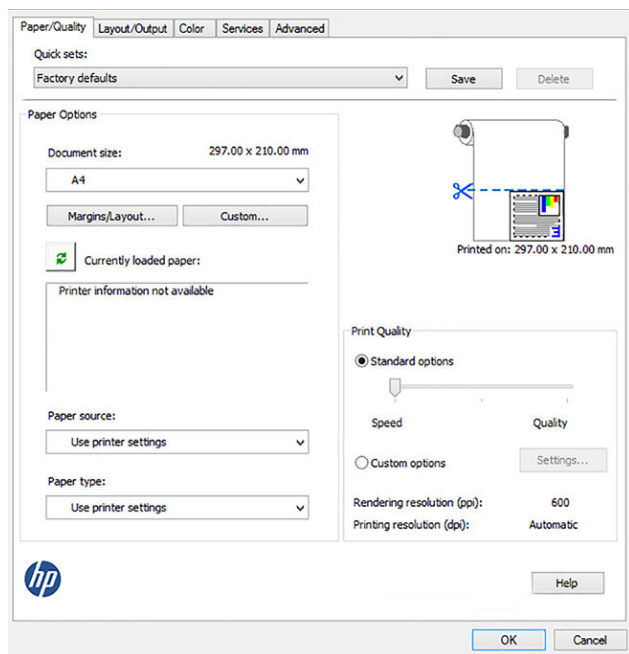 Paper/Quality Layout/Output Color Services Advanced
Quick sets:
Factory defaults Save Delete
Paper Options
Document size: 297.00 x 210.00 mm
A4
Margins/Layout... Custom...
Currently loaded paper:
Printer information not available
Paper source:
Use printer settings
Paper type:
Use printer settings
Printed on: 297.00 x 210.00 mm
Print Quality
Standard options
Speed Quality
Custom options Settings...
Rendering resolution (ppi): 600
Printing resolution (dpi): Automatic
hp
Help
OK Cancel